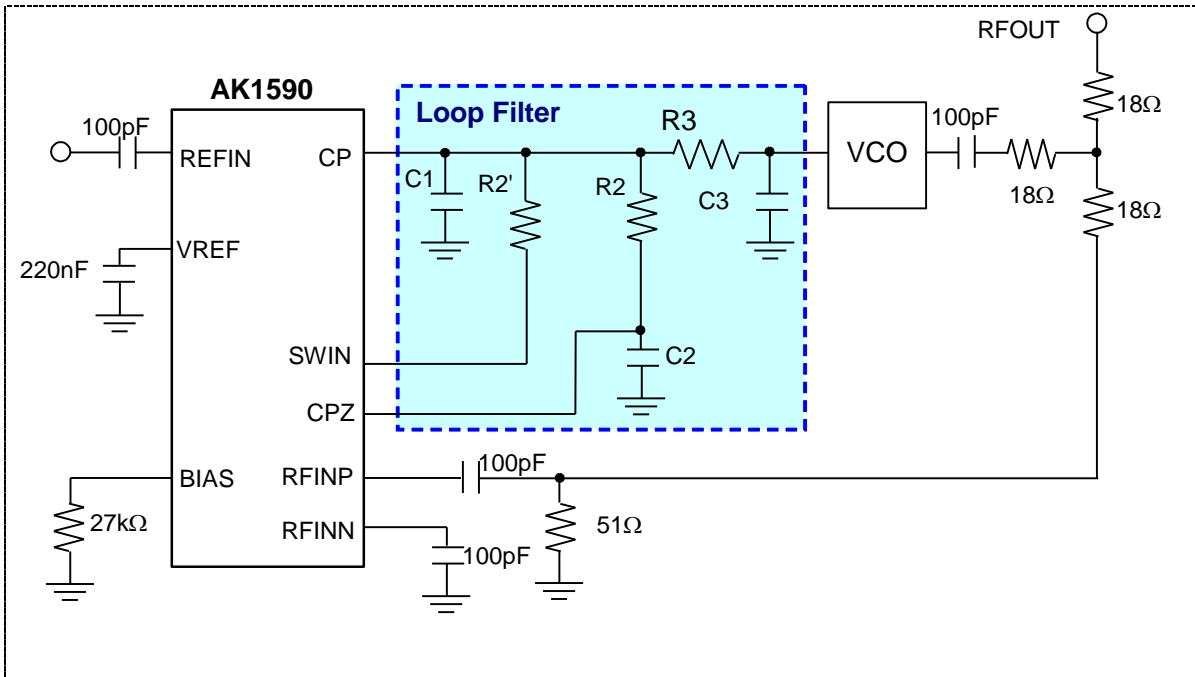 RFOUT
AK1590
Loop Filter
18Ω
100pF
REFIN
CP
C1
R2'
R2
R3
C3
VCO
100pF
18Ω
18Ω
VREF
220nF
SWIN
C2
CPZ
BIAS
RFINP
100pF
27kΩ
RFINN
51Ω
100pF